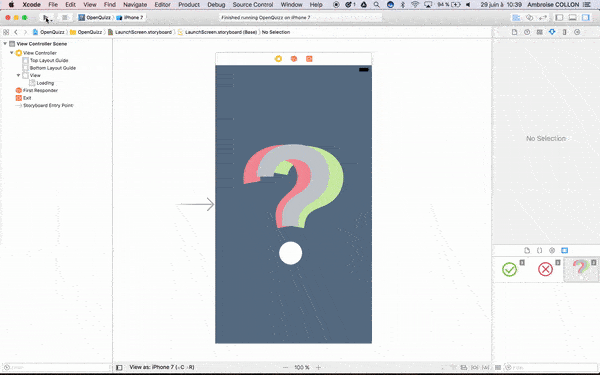 Xcode File Edit View Find Navigate Editor Product Debug Source Control Window Help 94 % 29 juin à 10:39 Ambroise COLLON
OpenQuizz iPhone 7 Finished running OpenQuizz on iPhone 7
OpenQuizz OpenQuizz LaunchScreen.storyboard LaunchScreen.storyboard (Base) No Selection
View Controller Scene
View Controller
Top Layout Guide
Bottom Layout Guide
View
Loading
First Responder
Exit
Storyboard Entry Point
No Selection
View as: iPhone 7 100 %